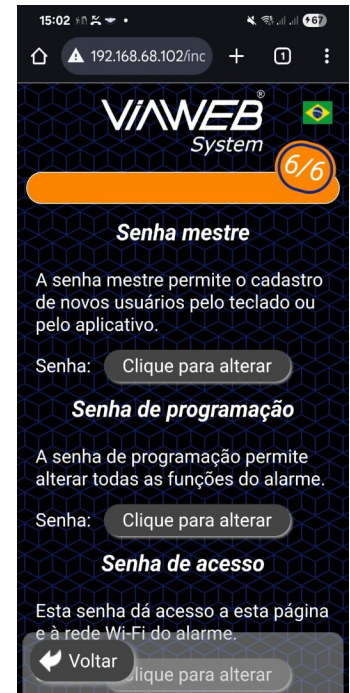 15:02
67
192.168.68.102/inc
1
VIAWEB®
System
6/6
Senha mestre
A senha mestre permite o cadastro
de novos usuários pelo teclado ou
pelo aplicativo.
Senha: Clique para alterar
Senha de programação
A senha de programação permite
alterar todas as funções do alarme.
Senha: Clique para alterar
Senha de acesso
Esta senha dá acesso a esta página
e à rede Wi-Fi do alarme.
Voltar
Clique para alterar